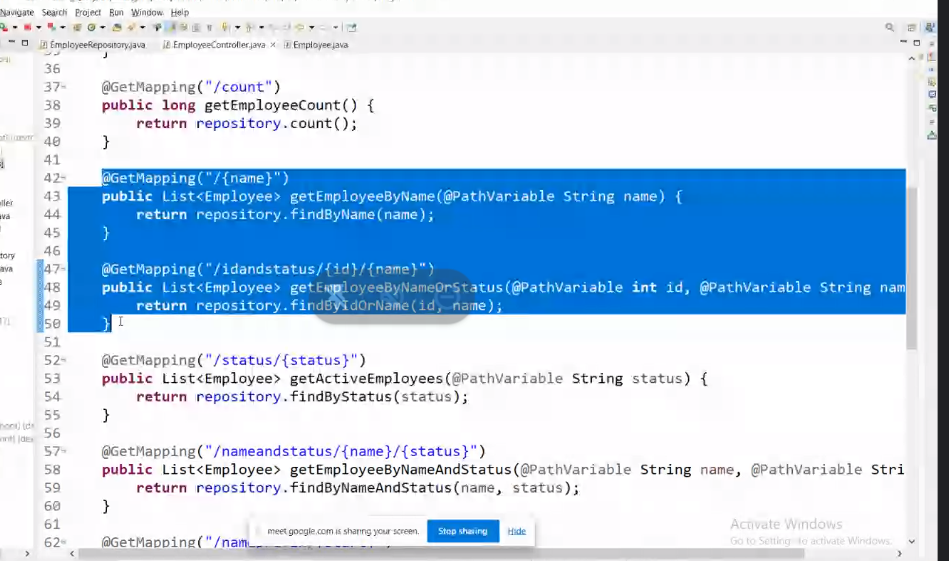 Navigate Search Project Run Window Help
EmployeeRepository.java EmployeeController.java × Employee.java
36
37 @GetMapping("/count")
38 public long getEmployeeCount() {
39 return repository.count();
40 }
41
42 @GetMapping("/{name}")
43 public List<Employee> getEmployeeByName(@PathVariable String name) {
44 return repository.findByName(name);
45 }
46
47 @GetMapping("/idandstatus/{id}/{name}")
48 public List<Employee> getEmployeeByNameOrStatus(@PathVariable int id, @PathVariable String nam
49 return repository.findByIdOrName(id, name);
50 }
51
52 @GetMapping("/status/{status}")
53 public List<Employee> getActiveEmployees(@PathVariable String status) {
54 return repository.findByStatus(status);
55 }
56
57 @GetMapping("/nameandstatus/{name}/{status}")
58 public List<Employee> getEmployeeByNameAndStatus(@PathVariable String name, @PathVariable Stri
59 return repository.findByNameAndStatus(name, status);
60 }
61
62 @GetMapping("/nam
meet.google.com is sharing your screen. Stop sharing Hide
Activate Windows
Go to Settings to activate Windows.